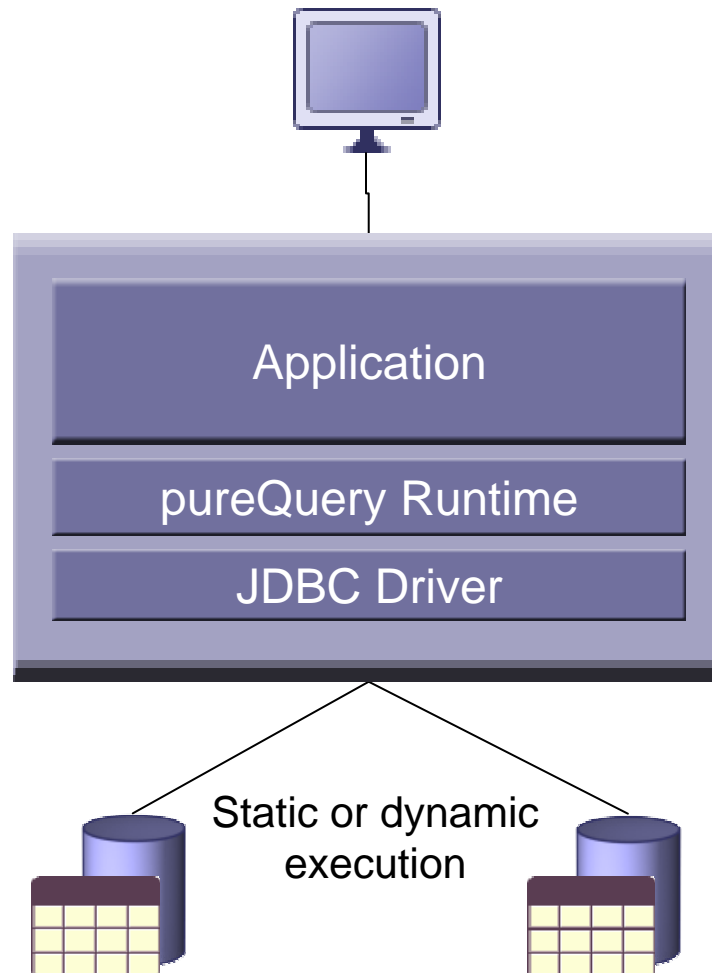 Application
pureQuery Runtime
JDBC Driver
Static or dynamic
execution